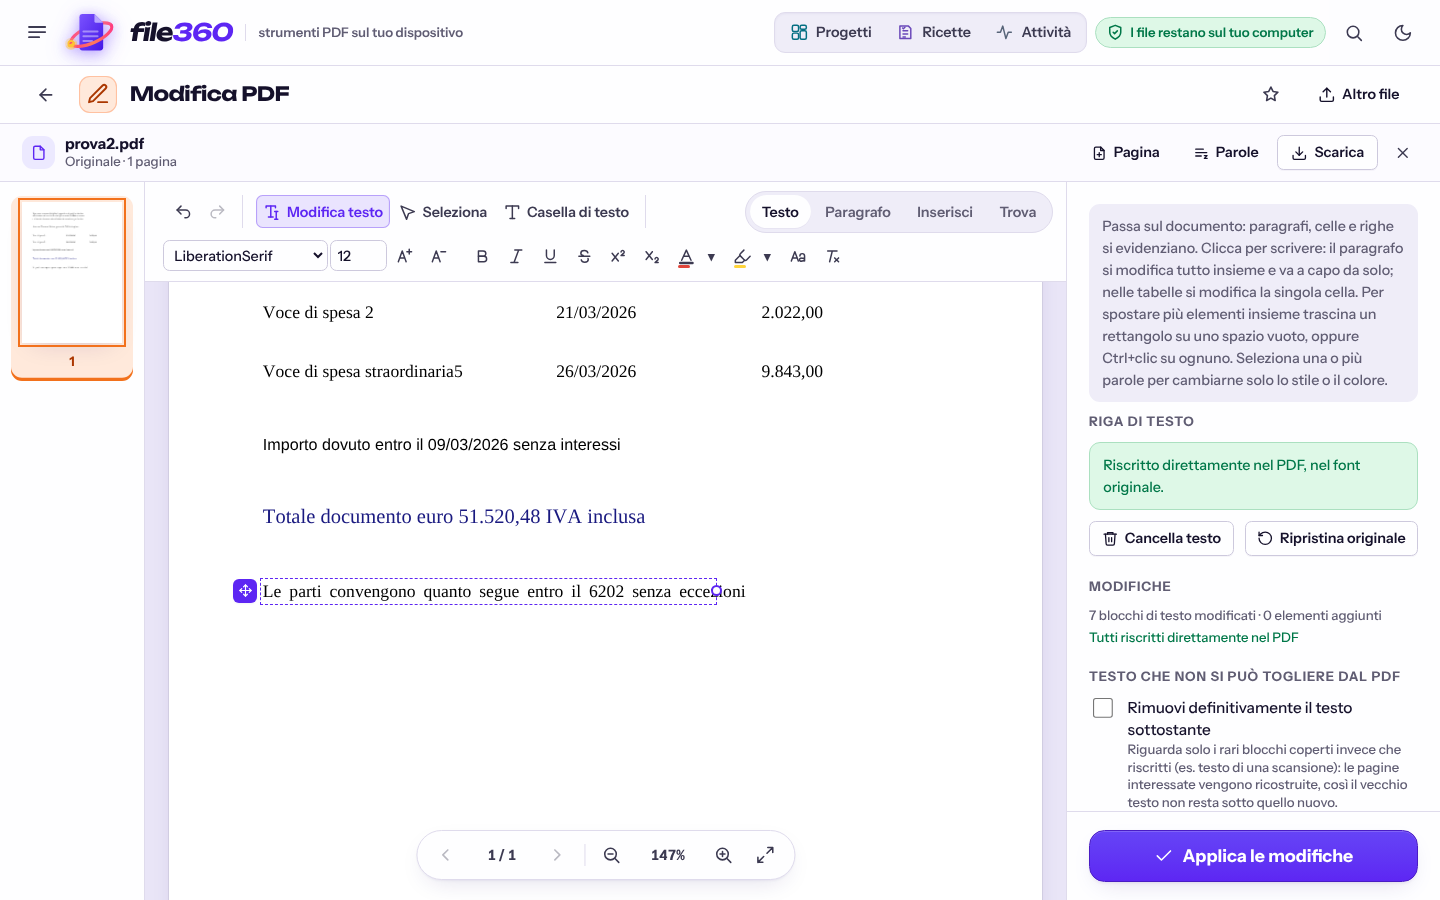 file360
strumenti PDF sul tuo dispositivo
Progetti
Ricette
Attività
I file restano sul tuo computer
Modifica PDF
Altro file
prova2.pdf
Originale · 1 pagina
Pagina
Parole
Scarica
Modifica testo
Seleziona
Casella di testo
Testo
Paragrafo
Inserisci
Trova
LiberationSerif
12
1
Voce di spesa 2 21/03/2026 2.022,00
Voce di spesa straordinaria5 26/03/2026 9.843,00
Importo dovuto entro il 09/03/2026 senza interessi
Totale documento euro 51.520,48 IVA inclusa
Le parti convengono quanto segue entro il 6202 senza eccezioni
1 / 1
147%
Passa sul documento: paragrafi, celle e righe
si evidenziano. Clicca per scrivere: il paragrafo
si modifica tutto insieme e va a capo da solo;
nelle tabelle si modifica la singola cella. Per
spostare più elementi insieme trascina un
rettangolo su uno spazio vuoto, oppure
Ctrl+clic su ognuno. Seleziona una o più
parole per cambiarne solo lo stile o il colore.
RIGA DI TESTO
Riscritto direttamente nel PDF, nel font
originale.
Cancella testo
Ripristina originale
MODIFICHE
7 blocchi di testo modificati · 0 elementi aggiunti
Tutti riscritti direttamente nel PDF
TESTO CHE NON SI PUÒ TOGLIERE DAL PDF
Rimuovi definitivamente il testo
sottostante
Riguarda solo i rari blocchi coperti invece che
riscritti (es. testo di una scansione): le pagine
interessate vengono ricostruite, così il vecchio
testo non resta sotto quello nuovo.
Applica le modifiche